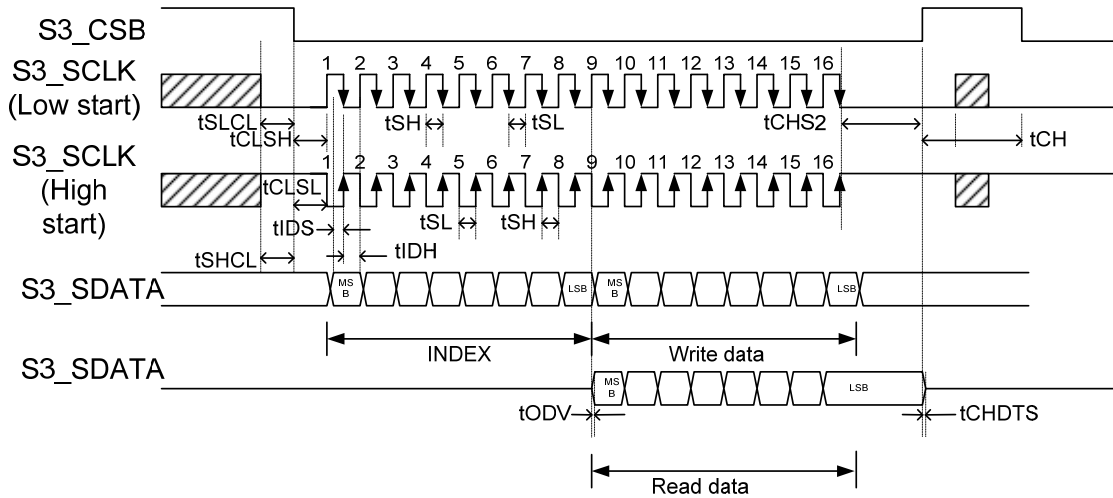 S3_CSB
S3_SCLK
(Low start)
1 2 3 4 5 6 7 8 9 10 11 12 13 14 15 16
tSLCL
tCLSH
tSH
tSL
tCHS2
tCH
S3_SCLK
(High
start)
1 2 3 4 5 6 7 8 9 10 11 12 13 14 15 16
tCLSL
tSL
tSH
tIDS
tIDH
tSHCL
S3_SDATA
MS
B
LSB
MS
B
LSB
INDEX
Write data
S3_SDATA
MS
B
LSB
tODV
tCHDTS
Read data